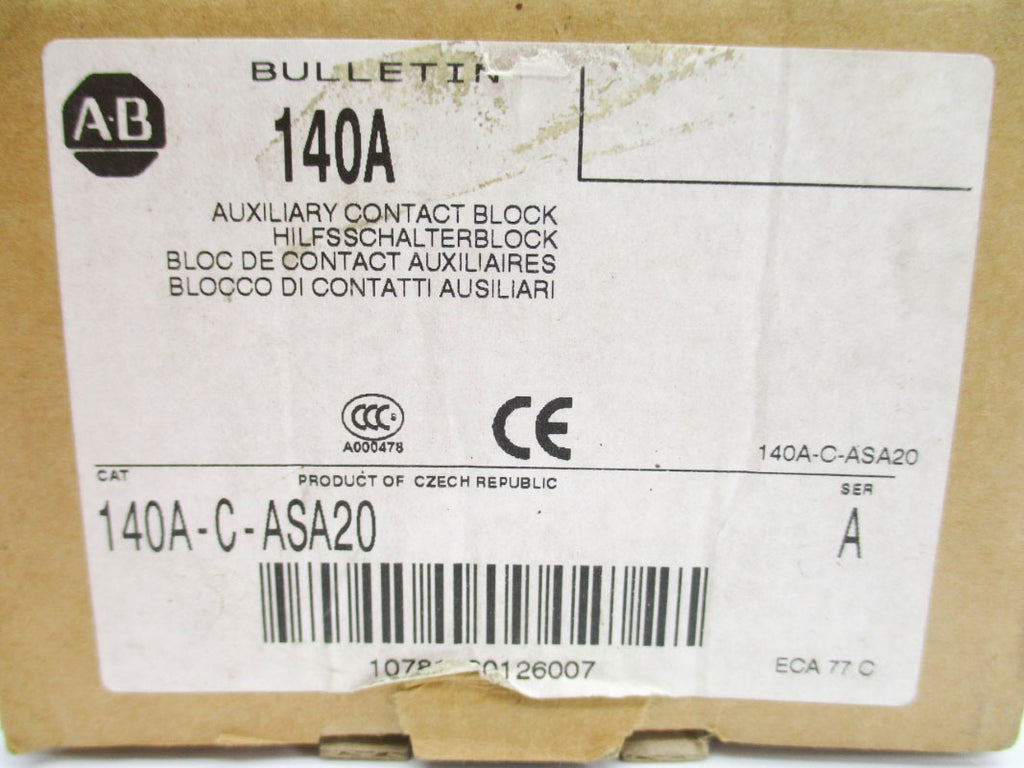 A-B
BULLETIN
140A
AUXILIARY CONTACT BLOCK
HILFSSCHALTERBLOCK
BLOC DE CONTACT AUXILIAIRES
BLOCCO DI CONTATTI AUSILIARI
CCC S
A000478
CE
140A-C-ASA20
CAT
PRODUCT OF CZECH REPUBLIC
SER
140A-C-ASA20
A
ECA 77 C